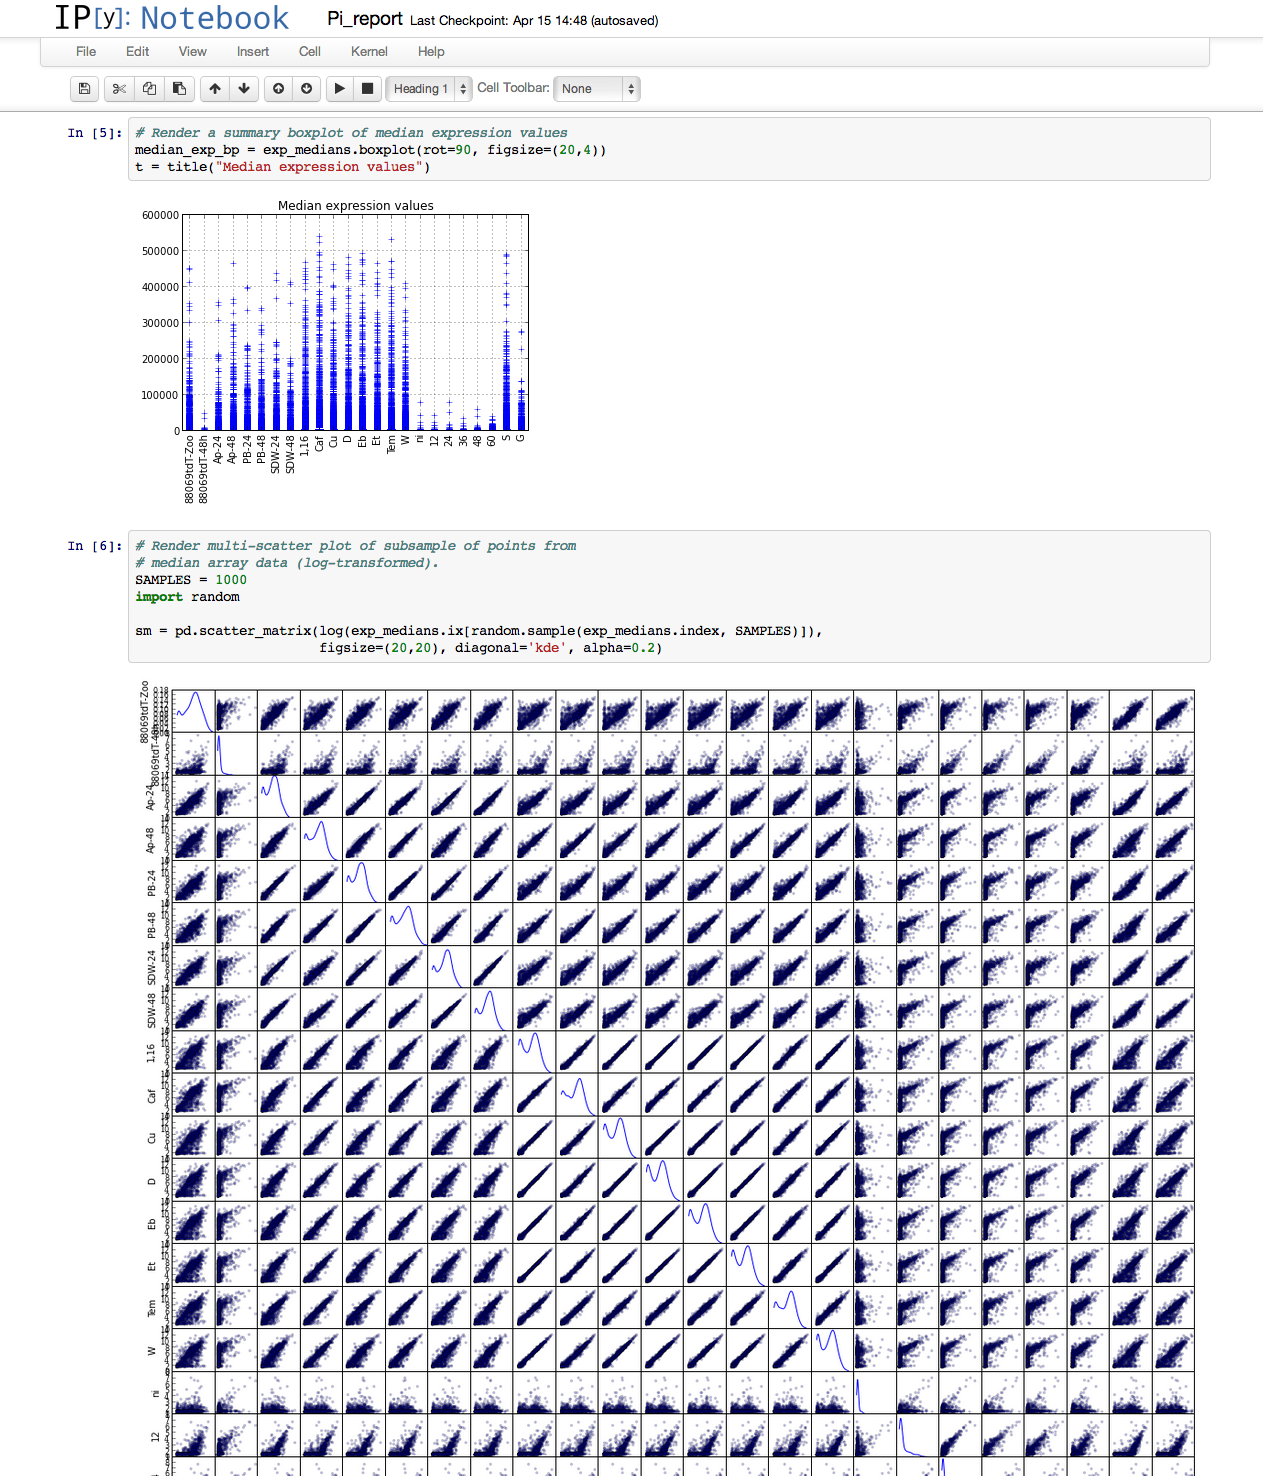 IP[y]: Notebook
Pi_report Last Checkpoint: Apr 15 14:48 (autosaved)
File Edit View Insert Cell Kernel Help
Heading 1 Cell Toolbar: None
In [5]: # Render a summary boxplot of median expression values
median_exp_bp = exp_medians.boxplot(rot=90, figsize=(20,4))
t = title("Median expression values")
Median expression values
600000
500000
400000
300000
200000
100000
0
88069tdT-Zoo
88069tdT-48h
Ap-24
Ap-48
PB-24
PB-48
SDW-24
SDW-48
1,16
Caf
Cu
D
Eb
Et
Tem
W
ni
12
24
36
48
60
S
G
In [6]: # Render multi-scatter plot of subsample of points from
# median array data (log-transformed).
SAMPLES = 1000
import random
sm = pd.scatter_matrix(log(exp_medians.ix[random.sample(exp_medians.index, SAMPLES)]),
figsize=(20,20), diagonal='kde', alpha=0.2)
88069tdT-Zoo
Ap-24
Ap-48
PB-24
PB-48
SDW-24
SDW-48
1,16
Caf
Cu
D
Eb
Et
Tem
W
ni
12